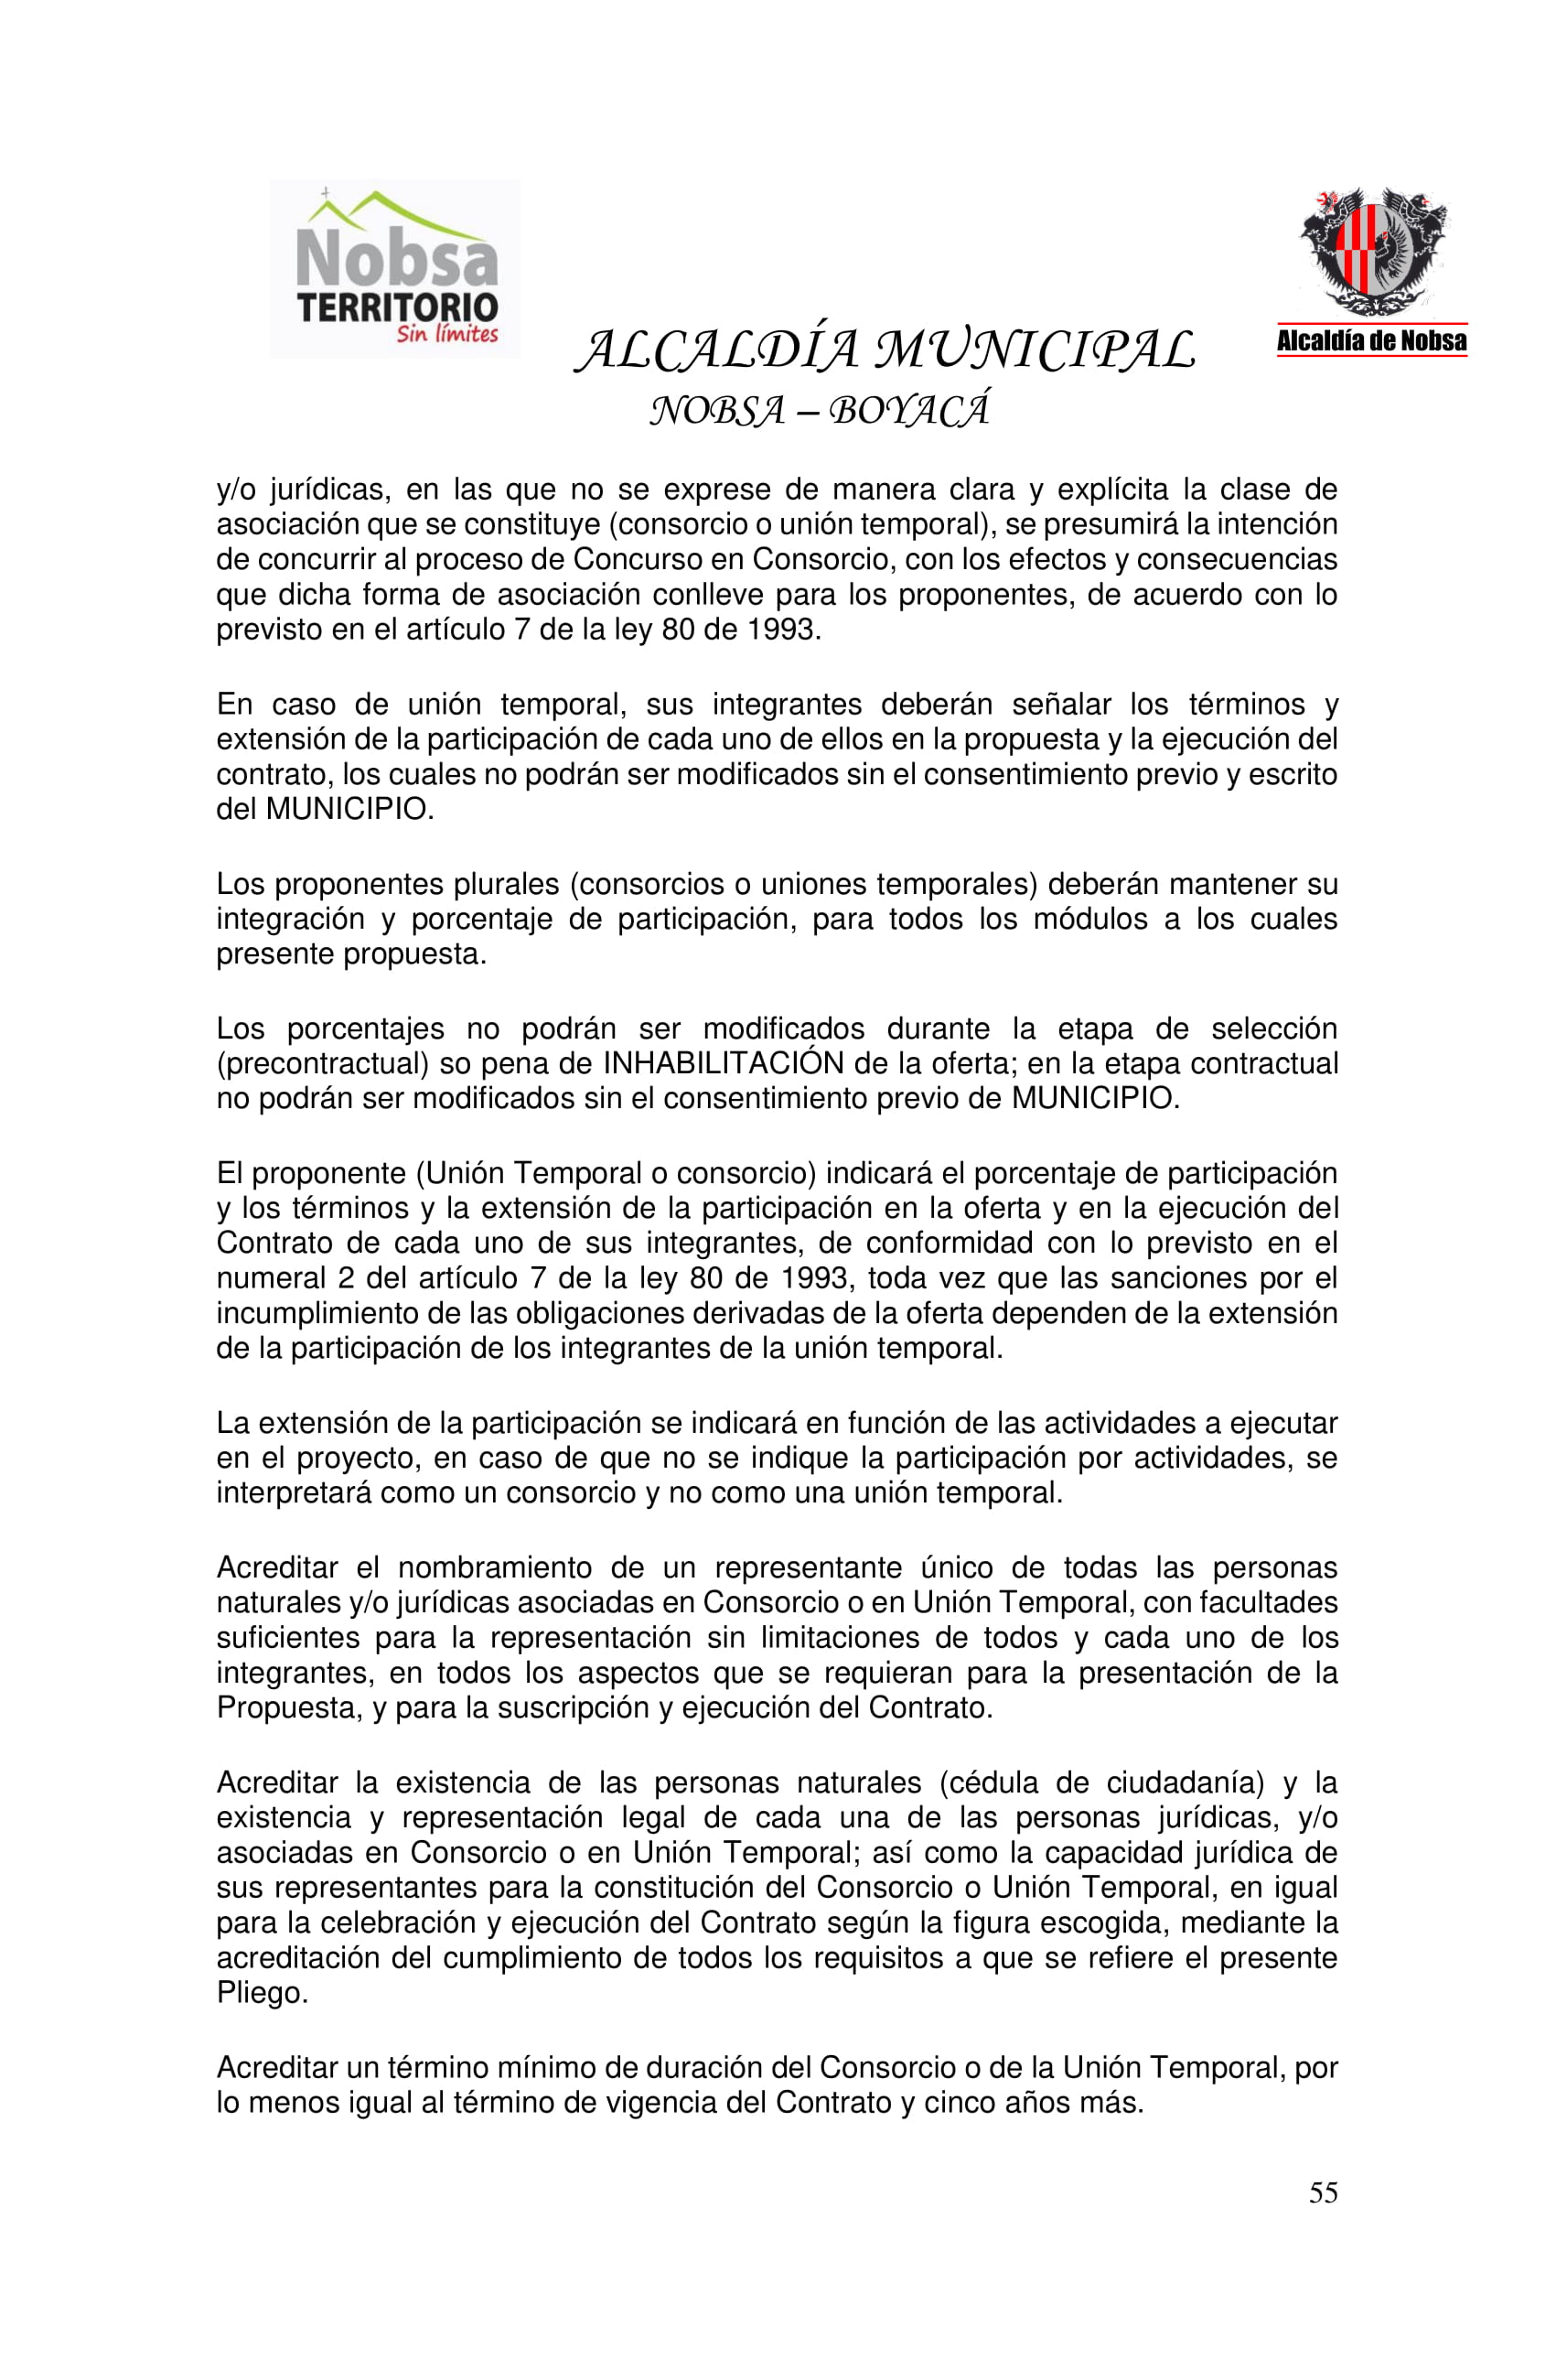 Nobsa
TERRITORIO
Sin límites
Alcaldía de Nobsa
ALCALDÍA MUNICIPAL
NOBSA – BOYACÁ
y/o jurídicas, en las que no se exprese de manera clara y explícita la clase de
asociación que se constituye (consorcio o unión temporal), se presumirá la intención
de concurrir al proceso de Concurso en Consorcio, con los efectos y consecuencias
que dicha forma de asociación conlleve para los proponentes, de acuerdo con lo
previsto en el artículo 7 de la ley 80 de 1993.
En caso de unión temporal, sus integrantes deberán señalar los términos y
extensión de la participación de cada uno de ellos en la propuesta y la ejecución del
contrato, los cuales no podrán ser modificados sin el consentimiento previo y escrito
del MUNICIPIO.
Los proponentes plurales (consorcios o uniones temporales) deberán mantener su
integración y porcentaje de participación, para todos los módulos a los cuales
presente propuesta.
Los porcentajes no podrán ser modificados durante la etapa de selección
(precontractual) so pena de INHABILITACIÓN de la oferta; en la etapa contractual
no podrán ser modificados sin el consentimiento previo de MUNICIPIO.
El proponente (Unión Temporal o consorcio) indicará el porcentaje de participación
y los términos y la extensión de la participación en la oferta y en la ejecución del
Contrato de cada uno de sus integrantes, de conformidad con lo previsto en el
numeral 2 del artículo 7 de la ley 80 de 1993, toda vez que las sanciones por el
incumplimiento de las obligaciones derivadas de la oferta dependen de la extensión
de la participación de los integrantes de la unión temporal.
La extensión de la participación se indicará en función de las actividades a ejecutar
en el proyecto, en caso de que no se indique la participación por actividades, se
interpretará como un consorcio y no como una unión temporal.
Acreditar el nombramiento de un representante único de todas las personas
naturales y/o jurídicas asociadas en Consorcio o en Unión Temporal, con facultades
suficientes para la representación sin limitaciones de todos y cada uno de los
integrantes, en todos los aspectos que se requieran para la presentación de la
Propuesta, y para la suscripción y ejecución del Contrato.
Acreditar la existencia de las personas naturales (cédula de ciudadanía) y la
existencia y representación legal de cada una de las personas jurídicas, y/o
asociadas en Consorcio o en Unión Temporal; así como la capacidad jurídica de
sus representantes para la constitución del Consorcio o Unión Temporal, en igual
para la celebración y ejecución del Contrato según la figura escogida, mediante la
acreditación del cumplimiento de todos los requisitos a que se refiere el presente
Pliego.
Acreditar un término mínimo de duración del Consorcio o de la Unión Temporal, por
lo menos igual al término de vigencia del Contrato y cinco años más.
55